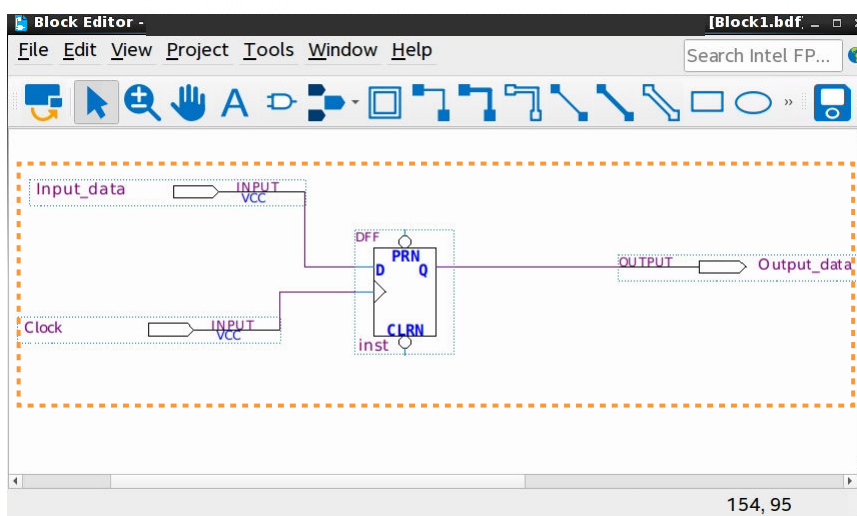 Block Editor - [Block1.bdf
File Edit View Project Tools Window Help
Search Intel FP...
A
»
Input_data INPUT
VCC
DFF
PRN
D Q
OUTPUT Output_data
Clock INPUT
VCC
CLRN
inst
154, 95